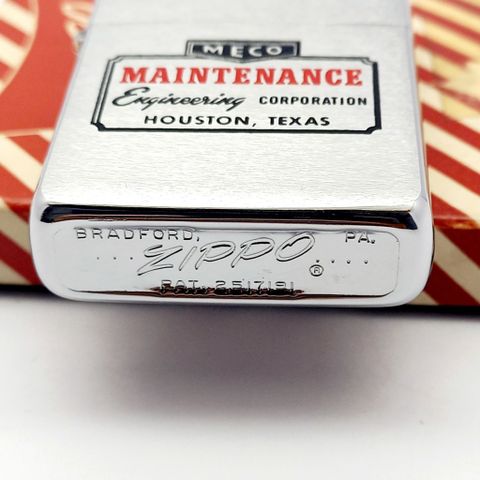 MECO
MAINTENANCE
Engineering CORPORATION
HOUSTON, TEXAS
BRADFORD, PA.
....ZIPPO....®
PAT. 2517191